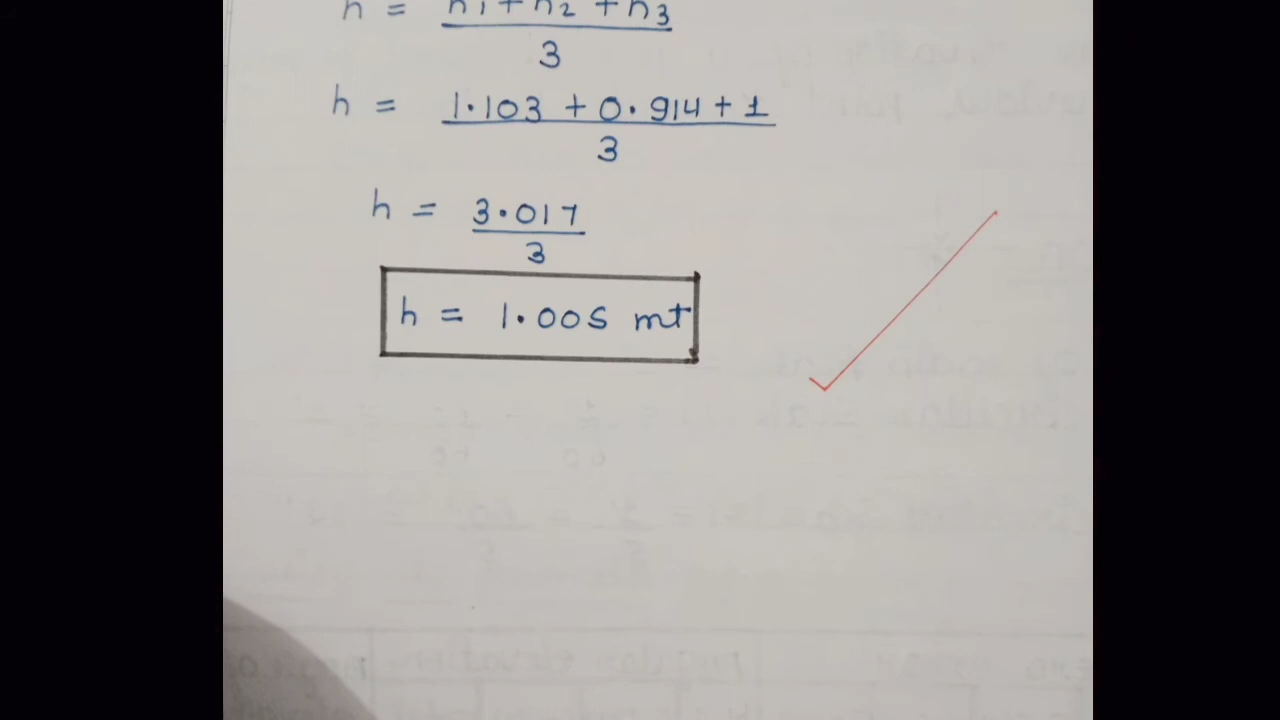 h = h1 + h2 + h3
3
h = 1.103 + 0.914 + 1
3
h = 3.017
3
h = 1.005 mt